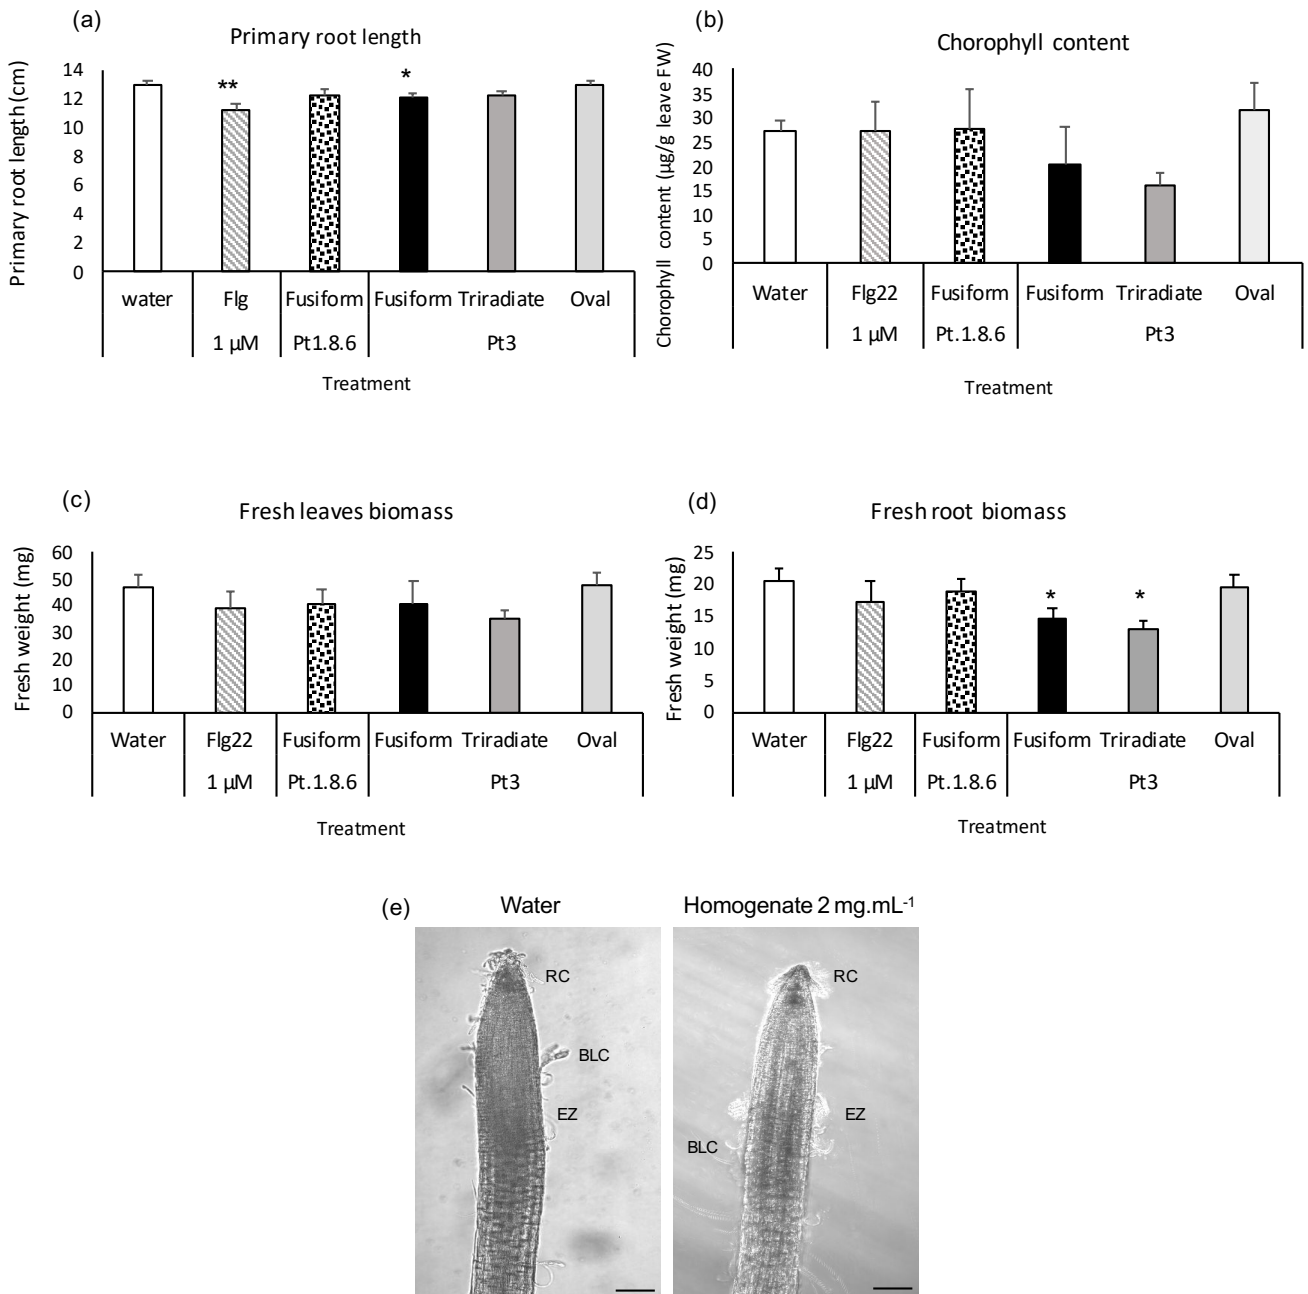 (a)
Primary root length
Primary root length (cm)
14
12
10
8
6
4
2
0
** *
water Flg Fusiform Fusiform Triradiate Oval
1 µM Pt1.8.6 Pt3
Treatment
(b)
Chorophyll content
Chorophyll content (µg/g leave FW)
40
35
30
25
20
15
10
5
0
Water Flg22 Fusiform Fusiform Triradiate Oval
1 µM Pt.1.8.6 Pt3
Treatment
(c)
Fresh leaves biomass
Fresh weight (mg)
60
50
40
30
20
10
0
Water Flg22 Fusiform Fusiform Triradiate Oval
1 µM Pt.1.8.6 Pt3
Treatment
(d)
Fresh root biomass
Fresh weight (mg)
25
20
15
10
5
0
* *
Water Flg22 Fusiform Fusiform Triradiate Oval
1 µM Pt.1.8.6 Pt3
Treatment
(e)
Water
RC
BLC
EZ
Homogenate 2 mg.mL⁻¹
RC
EZ
BLC